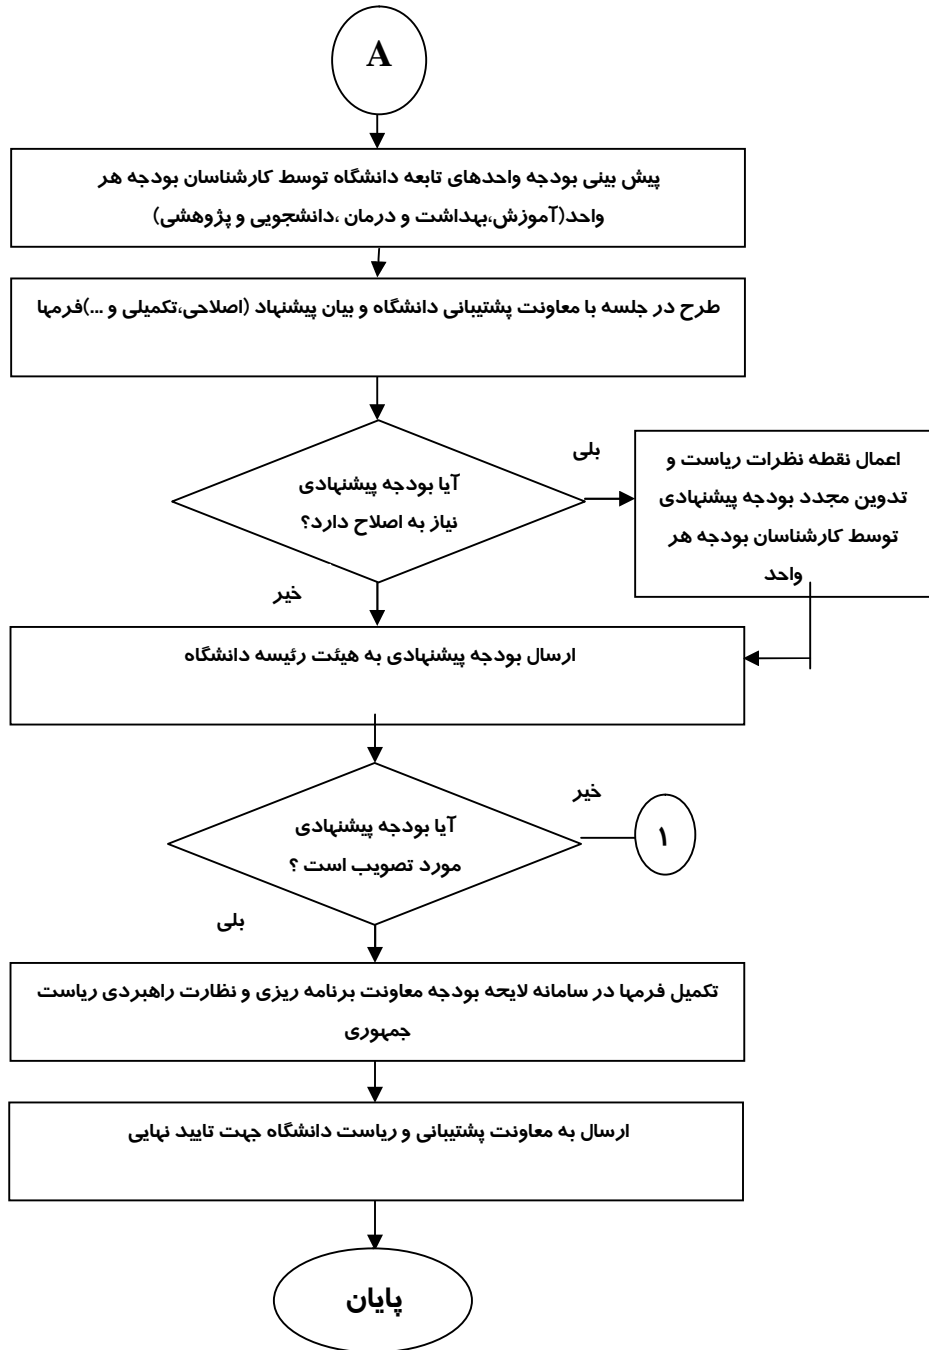 A
پیش بینی بودجه واحدهای تابعه دانشگاه توسط کارشناسان بودجه هر
واحد(آموزش،بهداشت و درمان ،دانشجویی و پژوهشی)
طرح در جلسه با معاونت پشتیبانی دانشگاه و بیان پیشنهاد (اصلاحی،تکمیلی و ...)فرمها
آیا بودجه پیشنهادی
نیاز به اصلاح دارد؟
بلی
اعمال نقطه نظرات ریاست و
تدوین مجدد بودجه پیشنهادی
توسط کارشناسان بودجه هر
واحد
خیر
ارسال بودجه پیشنهادی به هیئت رئیسه دانشگاه
آیا بودجه پیشنهادی
مورد تصویب است ؟
خیر
۱
بلی
تکمیل فرمها در سامانه لایحه بودجه معاونت برنامه ریزی و نظارت راهبردی ریاست
جمهوری
ارسال به معاونت پشتیبانی و ریاست دانشگاه جهت تایید نهایی
پایان